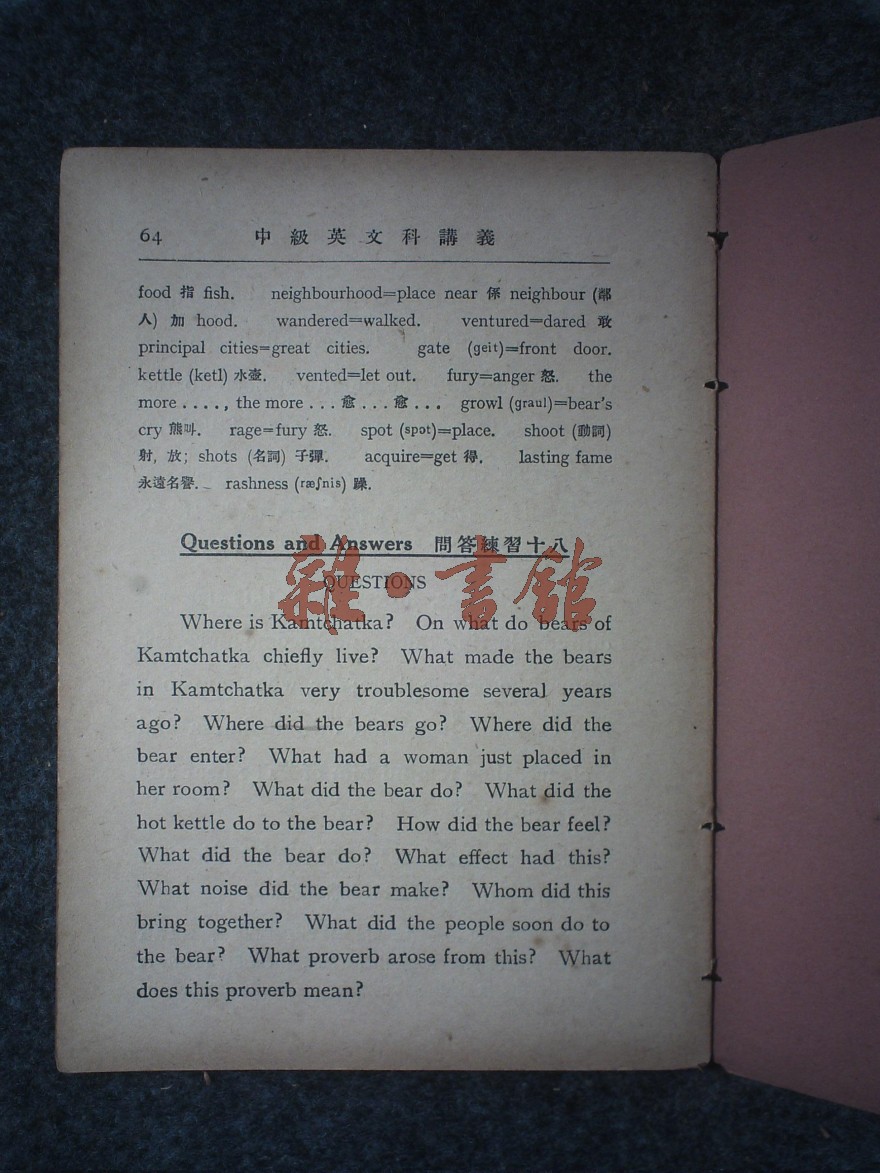 64 中級英文科講義
food 指 fish. neighbourhood=place near 係 neighbour (鄰
人) 加 hood. wandered=walked. ventured=dared 敢
principal cities=great cities. gate (geit)=front door.
kettle (ketl) 水壺. vented=let out. fury=anger 怒. the
more ...., the more ... 愈 ... 愈 ... growl (graul)=bear's
cry 熊叫. rage=fury 怒. spot (spɔt)=place. shoot (動詞)
射, 放; shots (名詞) 子彈. acquire=get 得. lasting fame
永遠名譽. rashness (ræʃnis) 躁.
Questions and Answers 問答練習十八
QUESTIONS
雜·書館
Where is Kamtchatka? On what do bears of
Kamtchatka chiefly live? What made the bears
in Kamtchatka very troublesome several years
ago? Where did the bears go? Where did the
bear enter? What had a woman just placed in
her room? What did the bear do? What did the
hot kettle do to the bear? How did the bear feel?
What did the bear do? What effect had this?
What noise did the bear make? Whom did this
bring together? What did the people soon do to
the bear? What proverb arose from this? What
does this proverb mean?